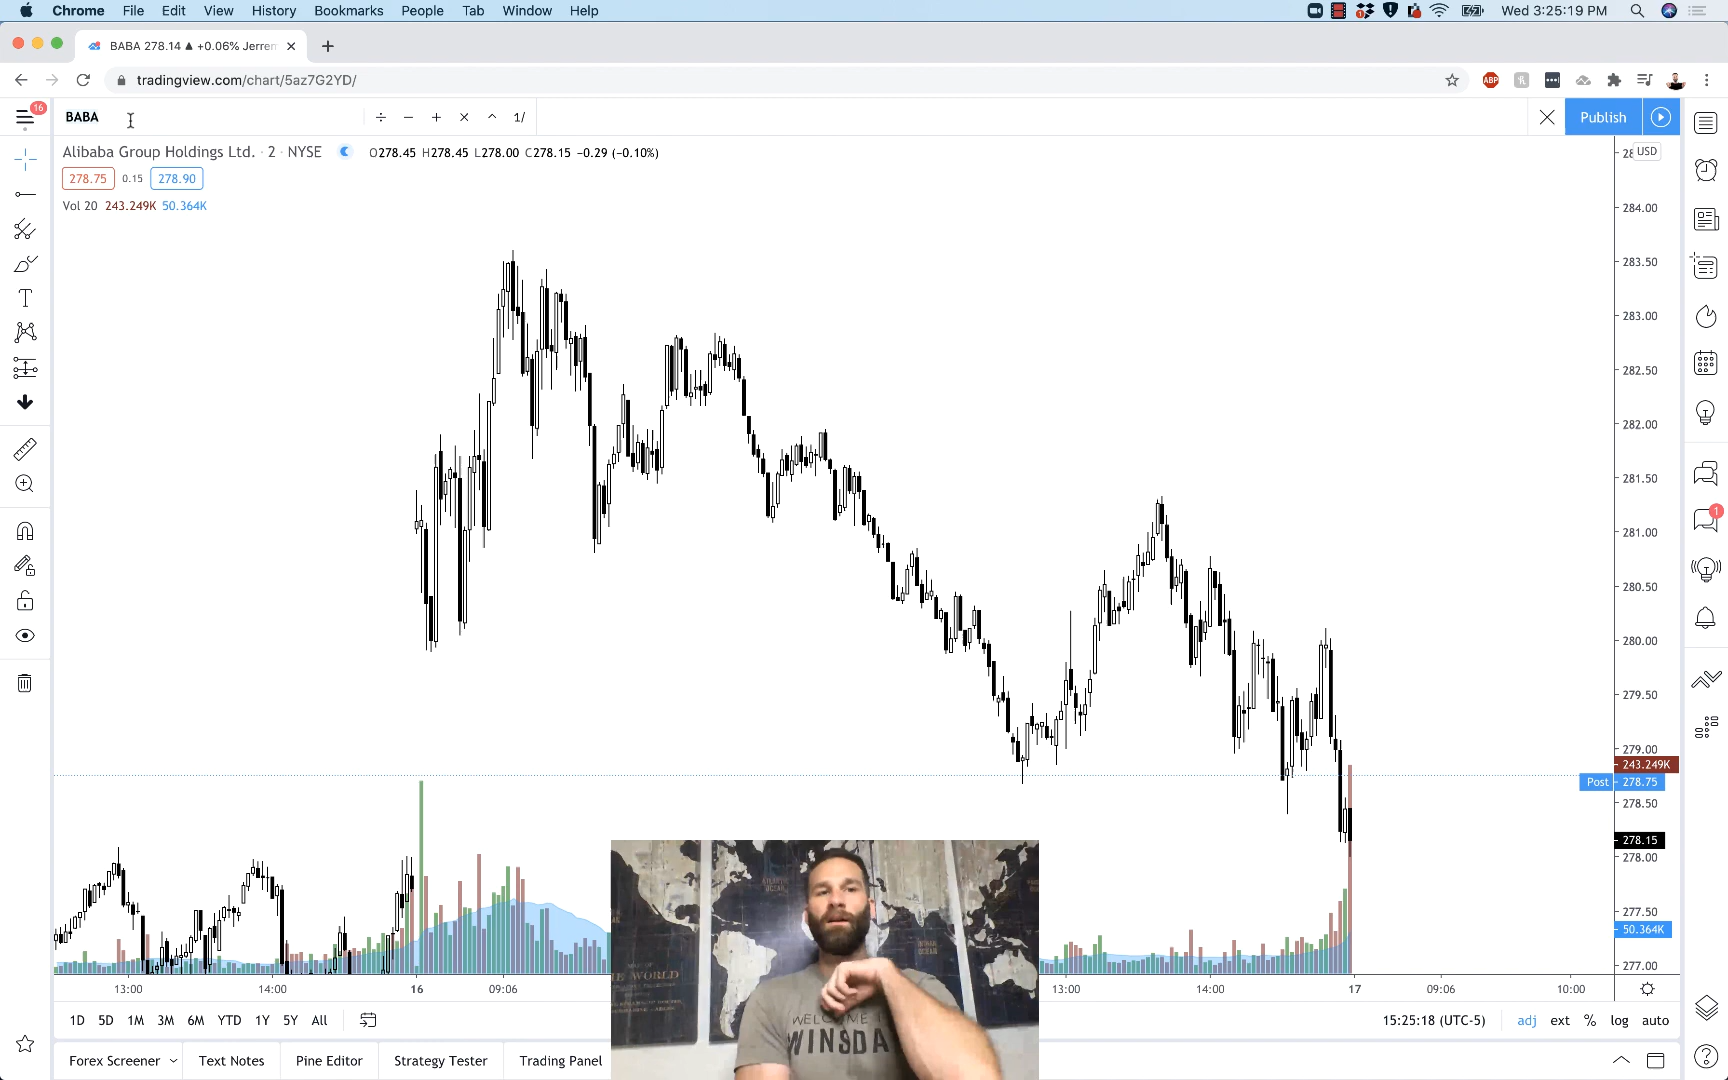 Chrome File Edit View History Bookmarks People Tab Window Help
Wed 3:25:19 PM
BABA 278.14 ▲ +0.06% Jerrem
tradingview.com/chart/5az7G2YD/
ABP
16
BABA
÷ − + × ^ 1/
Publish
Alibaba Group Holdings Ltd. · 2 · NYSE
O278.45 H278.45 L278.00 C278.15 −0.29 (−0.10%)
USD
278.75 0.15 278.90
Vol 20 243.249K 50.364K
284.00
283.50
283.00
282.50
282.00
281.50
281.00
280.50
280.00
279.50
279.00
243.249K
Post 278.75
278.50
278.15
278.00
277.50
50.364K
277.00
1
13:00 14:00 16 09:06 13:00 14:00 17 09:06 10:00
WELCOME
WINSDA
1D 5D 1M 3M 6M YTD 1Y 5Y All
15:25:18 (UTC-5) adj ext % log auto
Forex Screener Text Notes Pine Editor Strategy Tester Trading Panel